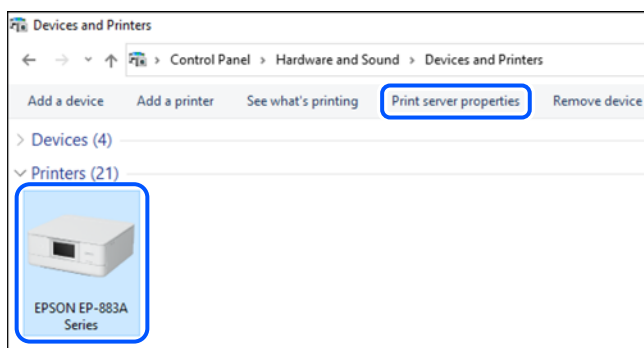 Devices and Printers
Control Panel > Hardware and Sound > Devices and Printers
Add a device Add a printer See what's printing Print server properties Remove device
Devices (4)
Printers (21)
EPSON EP-883A
Series